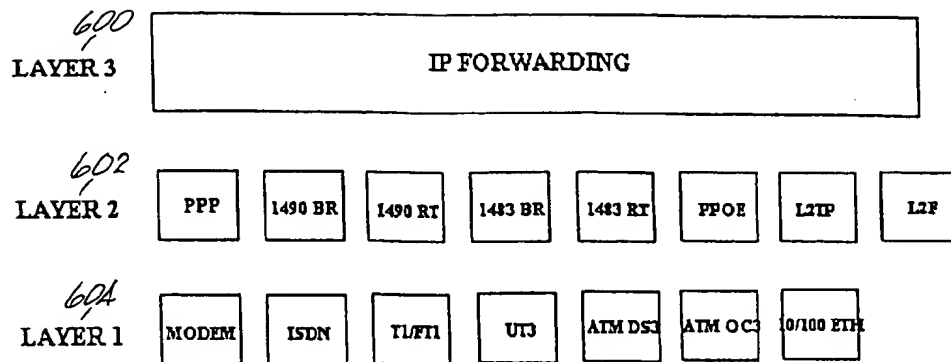 600
LAYER 3 IP FORWARDING
602
LAYER 2 PPP 1490 BR 1490 RT 1483 BR 1483 RT PPOE L2TP L2F
604
LAYER 1 MODEM ISDN T1/FT1 UT3 ATM DS3 ATM OC3 10/100 ETH